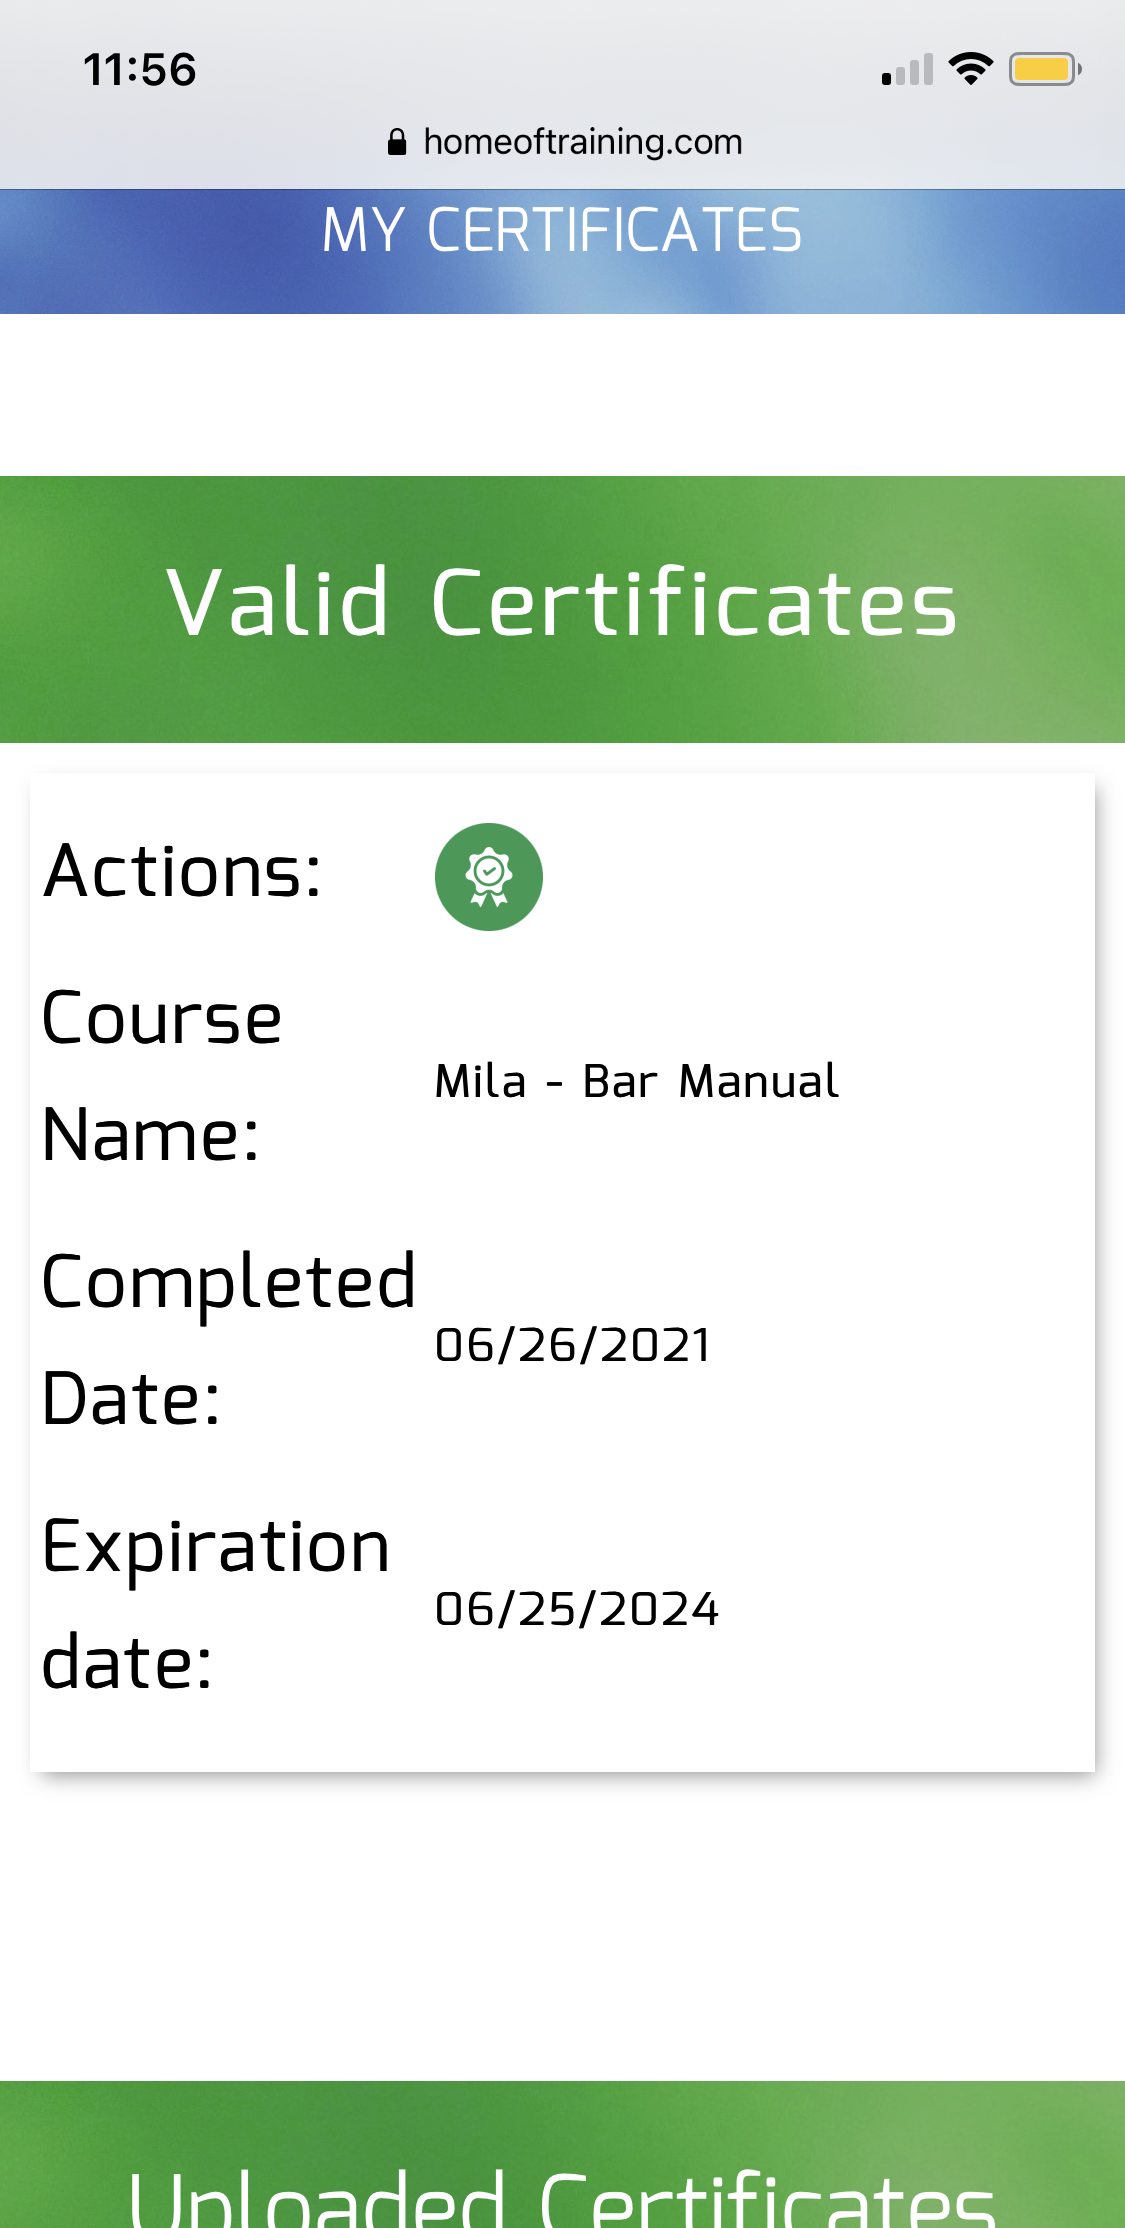 11:56
homeoftraining.com
MY CERTIFICATES
Valid Certificates
Actions:
Course
Name:
Mila - Bar Manual
Completed
Date:
06/26/2021
Expiration
date:
06/25/2024
Uploaded Certificates